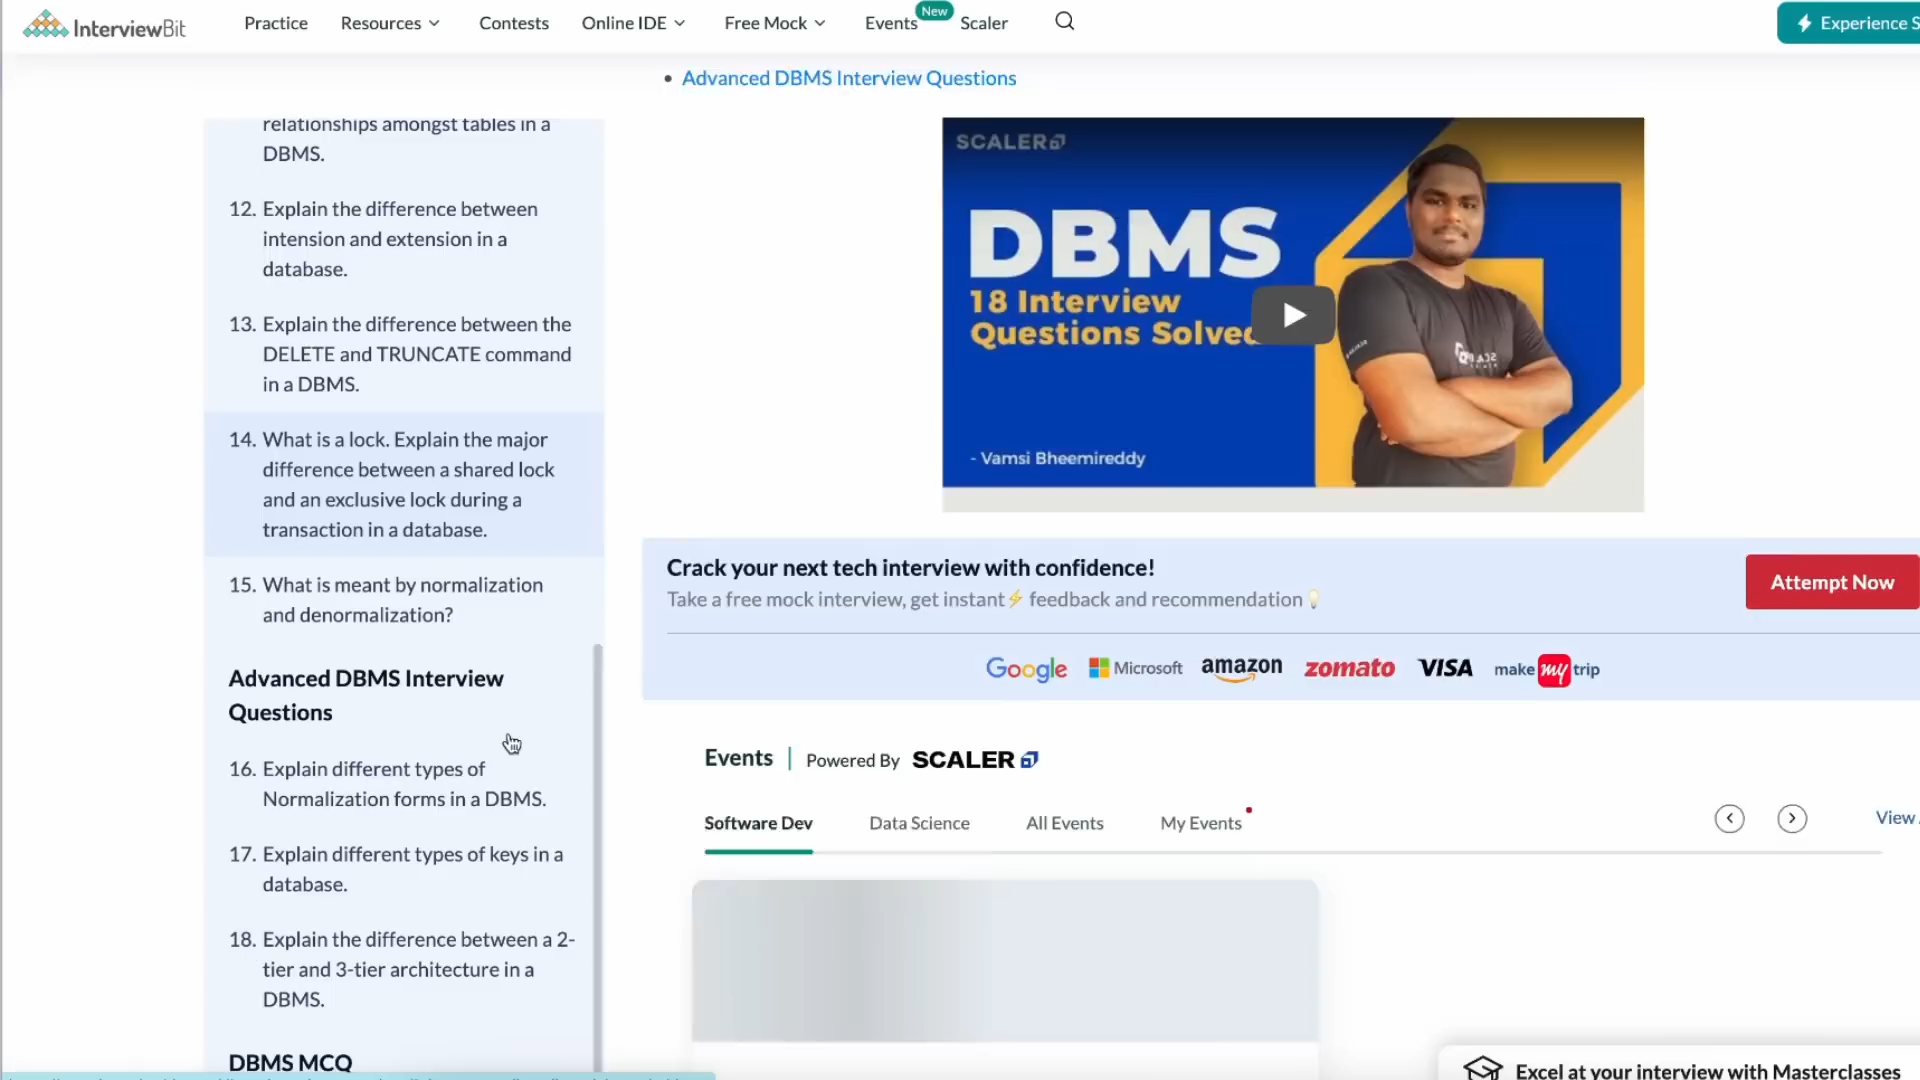 InterviewBit
Practice
Resources
Contests
Online IDE
Free Mock
Events
New
Scaler
Experience S
Advanced DBMS Interview Questions
relationships amongst tables in a
DBMS.
12. Explain the difference between
intension and extension in a
database.
13. Explain the difference between the
DELETE and TRUNCATE command
in a DBMS.
14. What is a lock. Explain the major
difference between a shared lock
and an exclusive lock during a
transaction in a database.
15. What is meant by normalization
and denormalization?
Advanced DBMS Interview
Questions
16. Explain different types of
Normalization forms in a DBMS.
17. Explain different types of keys in a
database.
18. Explain the difference between a 2-
tier and 3-tier architecture in a
DBMS.
DBMS MCQ
SCALER
DBMS
18 Interview
Questions Solved
- Vamsi Bheemireddy
Crack your next tech interview with confidence!
Take a free mock interview, get instant⚡ feedback and recommendation💡
Attempt Now
Google
Microsoft
amazon
zomato
VISA
make my trip
Events | Powered By SCALER
Software Dev
Data Science
All Events
My Events
View
Excel at your interview with Masterclasses